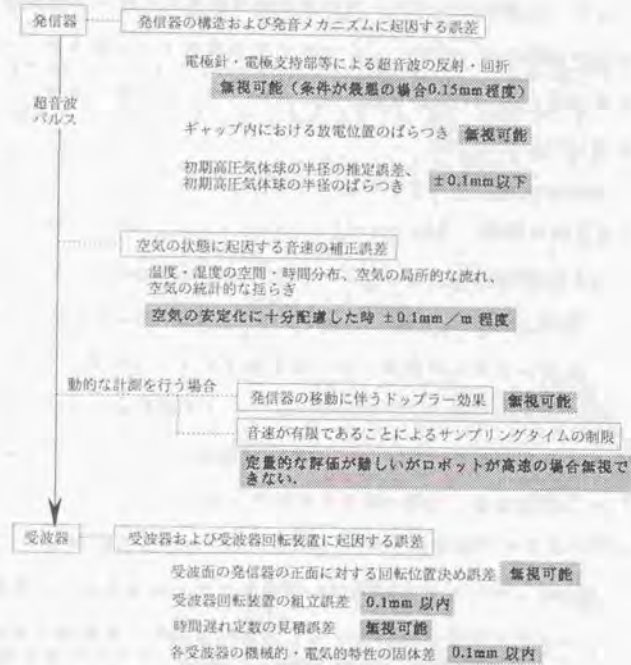 発信器
発信器の構造および発音メカニズムに起因する誤差
電極針・電極支持部等による超音波の反射・回折
無視可能（条件が最悪の場合0.15mm程度）
超音波
パルス
ギャップ内における放電位置のばらつき 無視可能
初期高圧気体球の半径の推定誤差、
初期高圧気体球の半径のばらつき
±0.1mm以下
空気の状態に起因する音速の補正誤差
温度・湿度の空間・時間分布、空気の局所的な流れ、
空気の統計的な揺らぎ
空気の安定化に十分配慮した時 ±0.1mm／m 程度
動的な計測を行う場合
発信器の移動に伴うドップラー効果 無視可能
音速が有限であることによるサンプリングタイムの制限
定量的な評価が難しいがロボットが高速の場合無視で
きない．
受波器
受波器および受波器回転装置に起因する誤差
受波面の発信器の正面に対する回転位置決め誤差 無視可能
受波器回転装置の組立誤差 0.1mm 以内
時間遅れ定数の見積誤差 無視可能
各受波器の機械的・電気的特性の固体差 0.1mm 以内